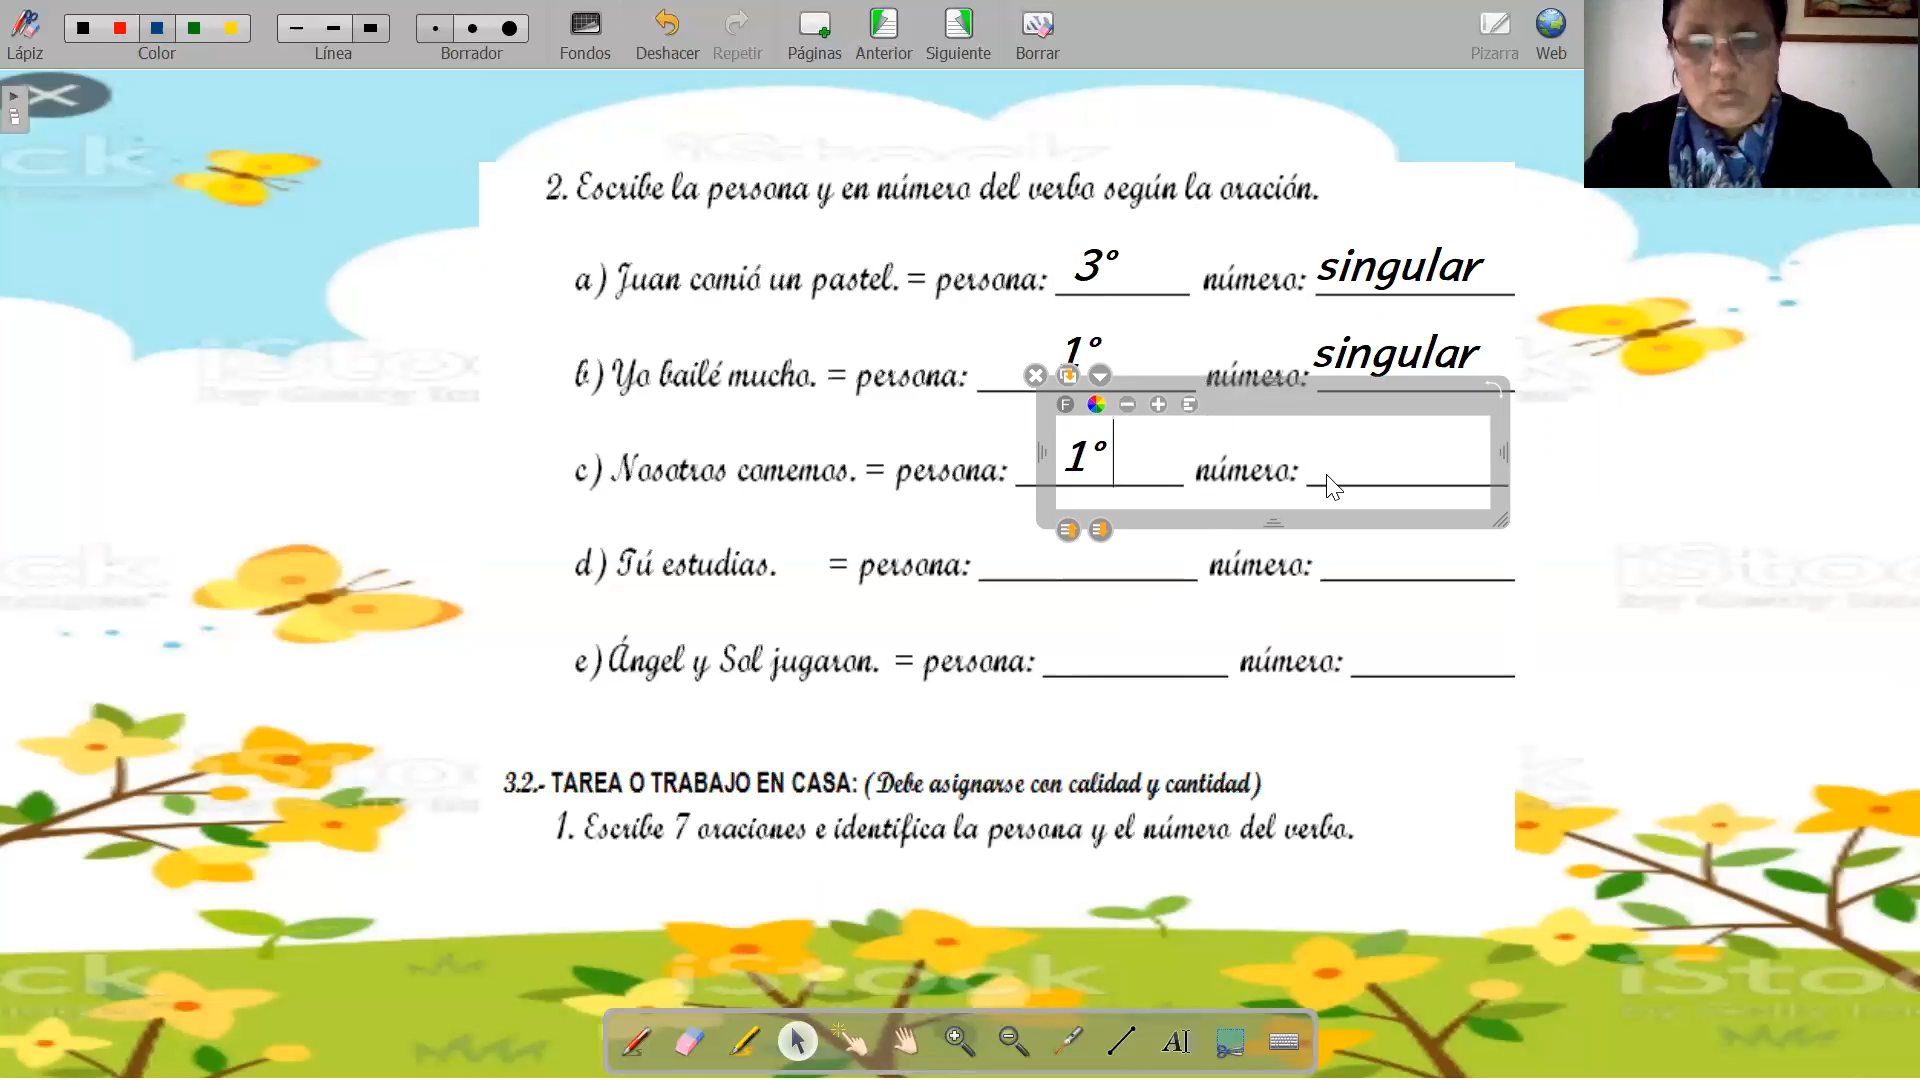 Lápiz
Color
Línea
Borrador
Fondos
Deshacer
Repetir
Páginas
Anterior
Siguiente
Borrar
Pizarra
Web
2. Escribe la persona y en número del verbo según la oración.
a) Juan comió un pastel. = persona: 3° número: singular
b) Yo bailé mucho. = persona: 1° número: singular
c) Nosotros comemos. = persona: 1° número:
d) Tú estudias. = persona: número:
e) Ángel y Sol jugaron. = persona: número:
3.2.- TAREA O TRABAJO EN CASA: (Debe asignarse con calidad y cantidad)
1. Escribe 7 oraciones e identifica la persona y el número del verbo.
iStock